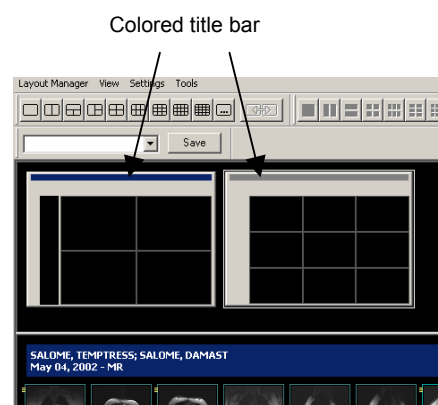 Colored title bar
Layout Manager View Settings Tools
Save
SALOME, TEMPTRESS; SALOME, DAMAST
May 04, 2002 - MR